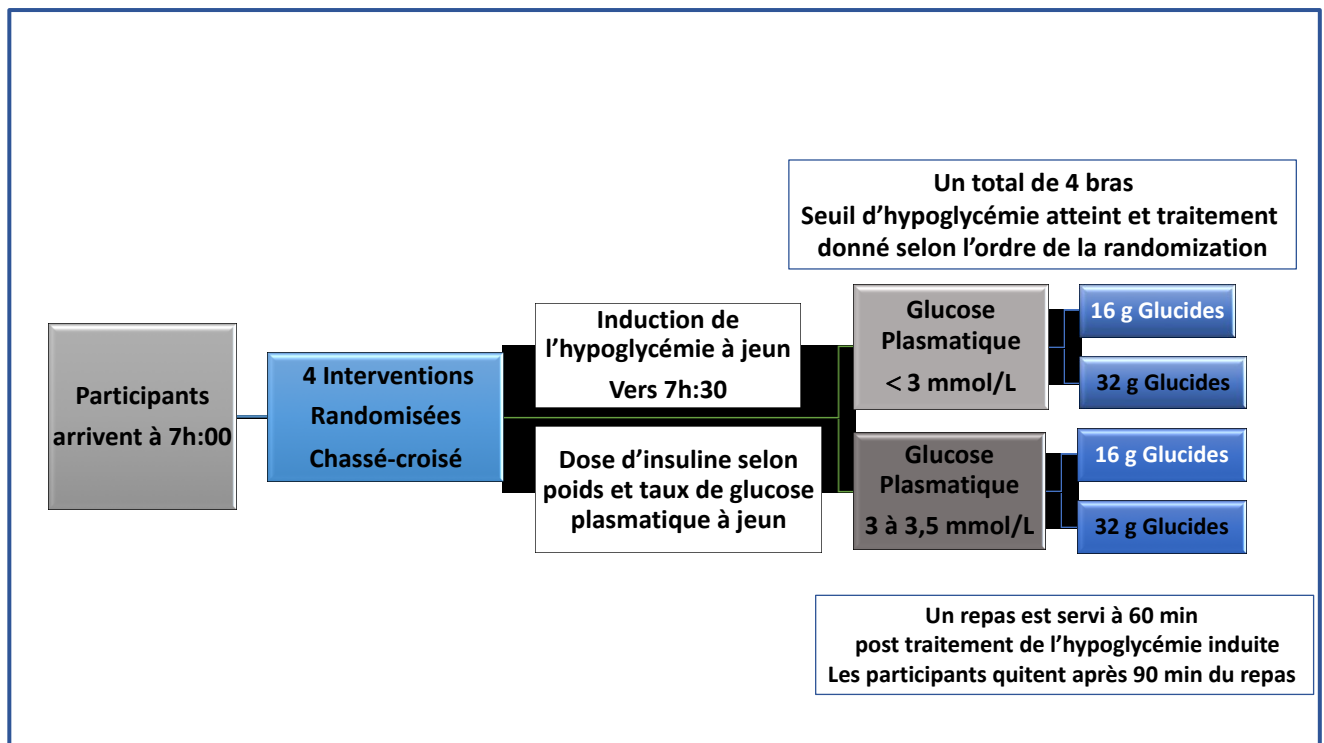 Un total de 4 bras
Seuil d'hypoglycémie atteint et traitement
donné selon l'ordre de la randomization
Participants
arrivent à 7h:00
4 Interventions
Randomisées
Chassé-croisé
Induction de
l'hypoglycémie à jeun
Vers 7h:30
Dose d'insuline selon
poids et taux de glucose
plasmatique à jeun
Glucose
Plasmatique
< 3 mmol/L
16 g Glucides
32 g Glucides
Glucose
Plasmatique
3 à 3,5 mmol/L
16 g Glucides
32 g Glucides
Un repas est servi à 60 min
post traitement de l'hypoglycémie induite
Les participants quitent après 90 min du repas